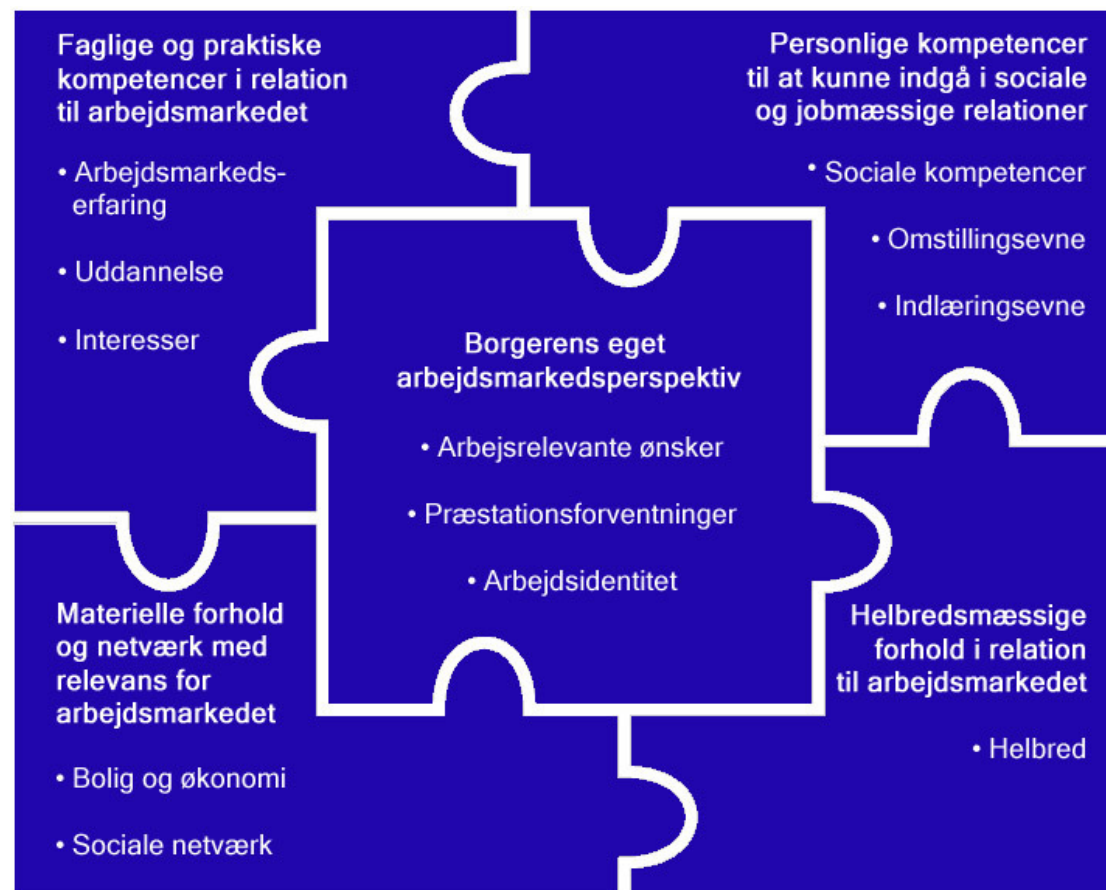 Faglige og praktiske
kompetencer i relation
til arbejdsmarkedet
• Arbejdsmarkeds-
erfaring
• Uddannelse
• Interesser
Personlige kompetencer
til at kunne indgå i sociale
og jobmæssige relationer
• Sociale kompetencer
• Omstillingsevne
• Indlæringsevne
Borgerens eget
arbejdsmarkedsperspektiv
• Arbejsrelevante ønsker
• Præstationsforventninger
• Arbejdsidentitet
Materielle forhold
og netværk med
relevans for
arbejdsmarkedet
• Bolig og økonomi
• Sociale netværk
Helbredsmæssige
forhold i relation
til arbejdsmarkedet
• Helbred